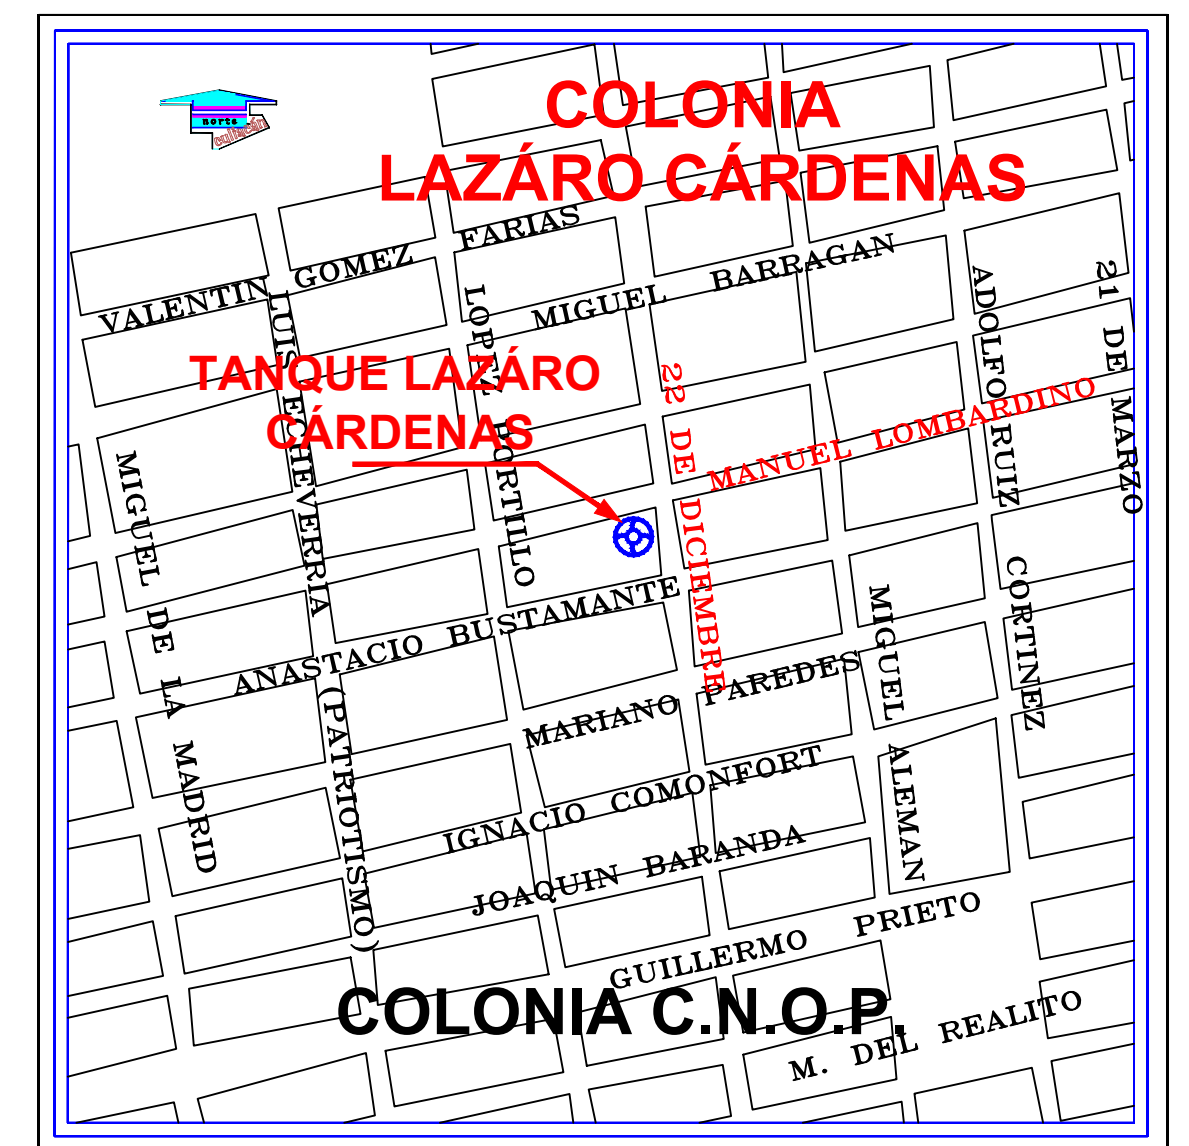 COLONIA
LAZÁRO CÁRDENAS
norte
culiacán
VALENTIN GOMEZ FARIAS
MIGUEL BARRAGAN
LUIS ECHEVERRIA
(PATRIOTISMO)
LOPEZ PORTILLO
ADOLFO RUIZ CORTINEZ
21 DE MARZO
TANQUE LAZÁRO
CÁRDENAS
22 DE DICIEMBRE
MANUEL LOMBARDINO
MIGUEL DE LA MADRID
ANASTACIO BUSTAMANTE
MIGUEL ALEMAN
MARIANO PAREDES
IGNACIO COMONFORT
JOAQUIN BARANDA
GUILLERMO PRIETO
COLONIA C.N.O.P.
M. DEL REALITO